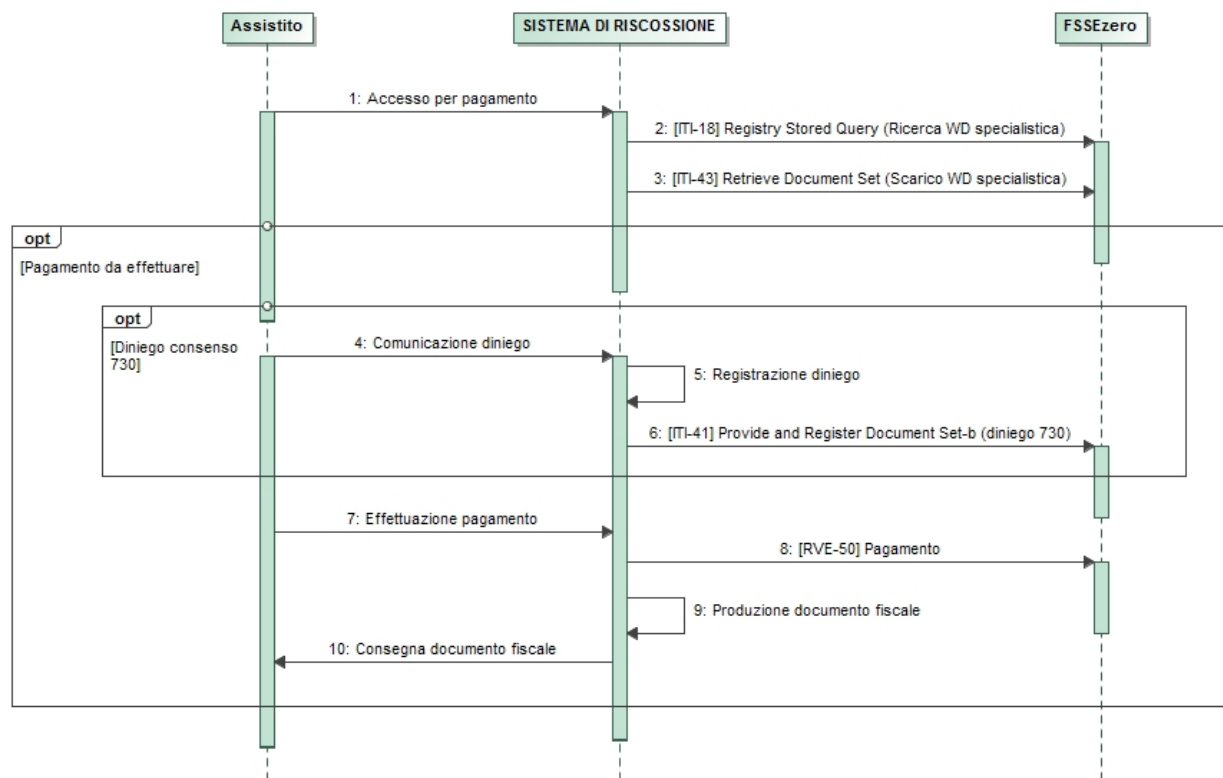 Assistito
SISTEMA DI RISCOSSIONE
FSSEzero
1: Accesso per pagamento
2: [ITI-18] Registry Stored Query (Ricerca WD specialistica)
3: [ITI-43] Retrieve Document Set (Scarico WD specialistica)
opt
[Pagamento da effettuare]
opt
[Diniego consenso
730]
4: Comunicazione diniego
5: Registrazione diniego
6: [ITI-41] Provide and Register Document Set-b (diniego 730)
7: Effettuazione pagamento
8: [RVE-50] Pagamento
9: Produzione documento fiscale
10: Consegna documento fiscale